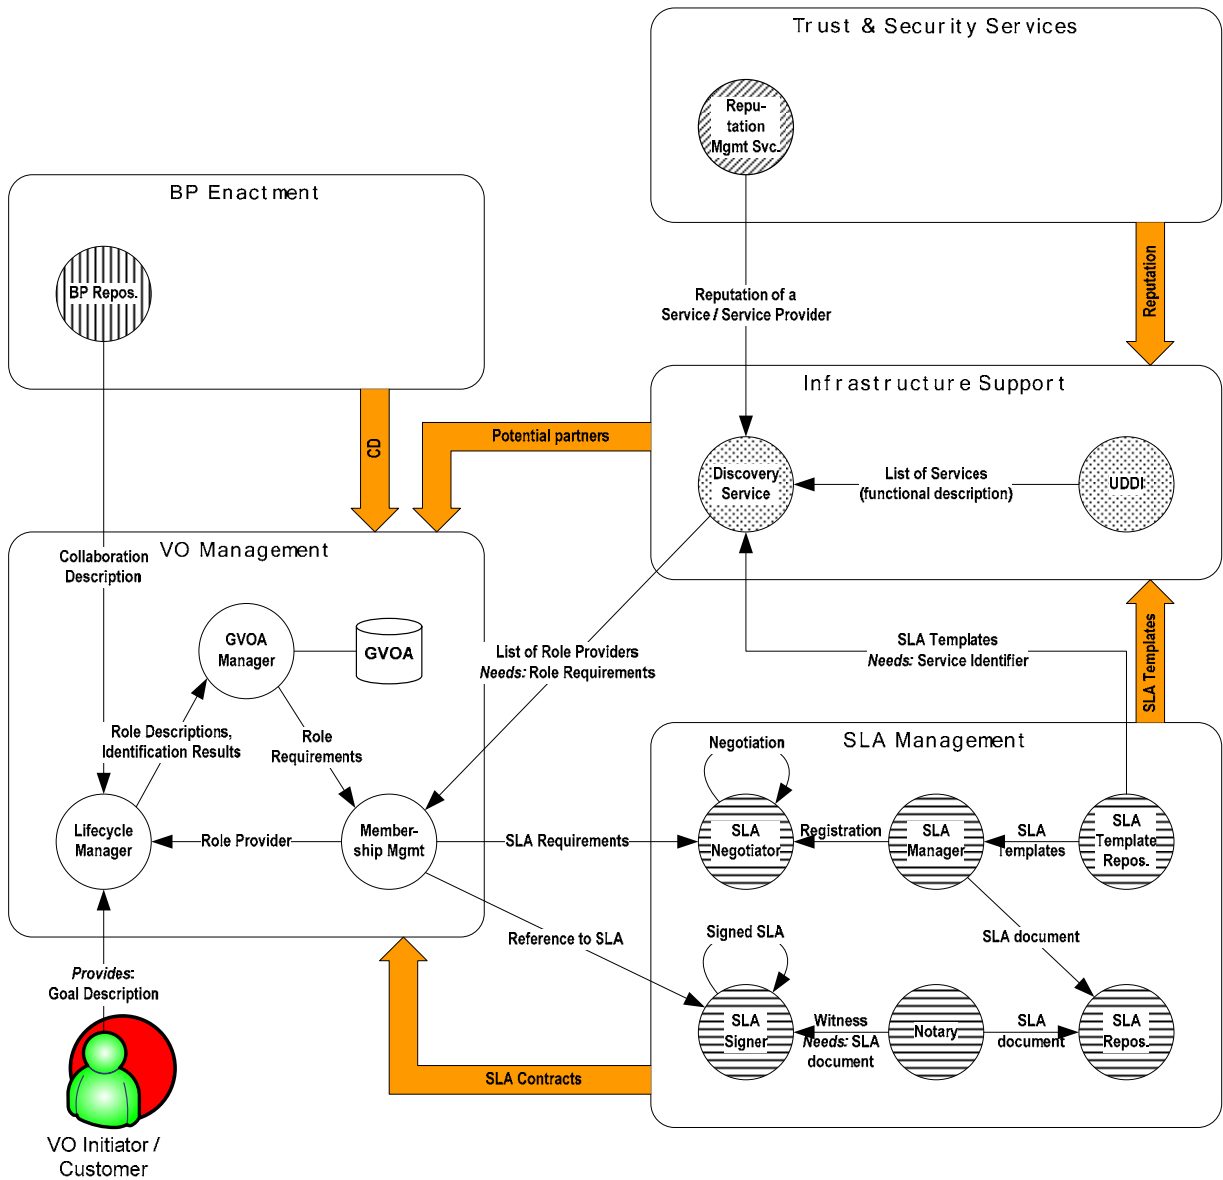 Trust & Security Services
Repu-
tation
Mgmt Svc.
BP Enactment
BP Repos.
Reputation
Reputation of a
Service / Service Provider
Infrastructure Support
CD
Potential partners
Discovery
Service
List of Services
(functional description)
UDDI
VO Management
Collaboration
Description
GVOA
Manager
GVOA
List of Role Providers
Needs: Role Requirements
SLA Templates
Needs: Service Identifier
SLA Templates
Role Descriptions,
Identification Results
Role
Requirements
SLA Management
Negotiation
Lifecycle
Manager
Role Provider
Member-
ship Mgmt
SLA Requirements
SLA
Negotiator
Registration
SLA
Manager
SLA
Templates
SLA
Template
Repos.
Reference to SLA
Signed SLA
SLA document
Provides:
Goal Description
SLA
Signer
Witness
Needs: SLA
document
Notary
SLA
document
SLA
Repos.
SLA Contracts
VO Initiator /
Customer